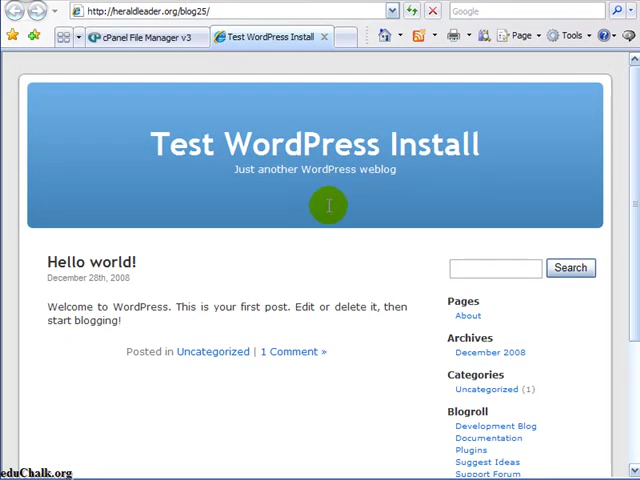 http://heraldleader.org/blog25/
Google
cPanel File Manager v3
Test WordPress Install
Page
Tools
Test WordPress Install
Just another WordPress weblog
Hello world!
December 28th, 2008
Welcome to WordPress. This is your first post. Edit or delete it, then
start blogging!
Posted in Uncategorized | 1 Comment »
Search
Pages
About
Archives
December 2008
Categories
Uncategorized (1)
Blogroll
Development Blog
Documentation
Plugins
Suggest Ideas
Support Forum
eduChalk.org